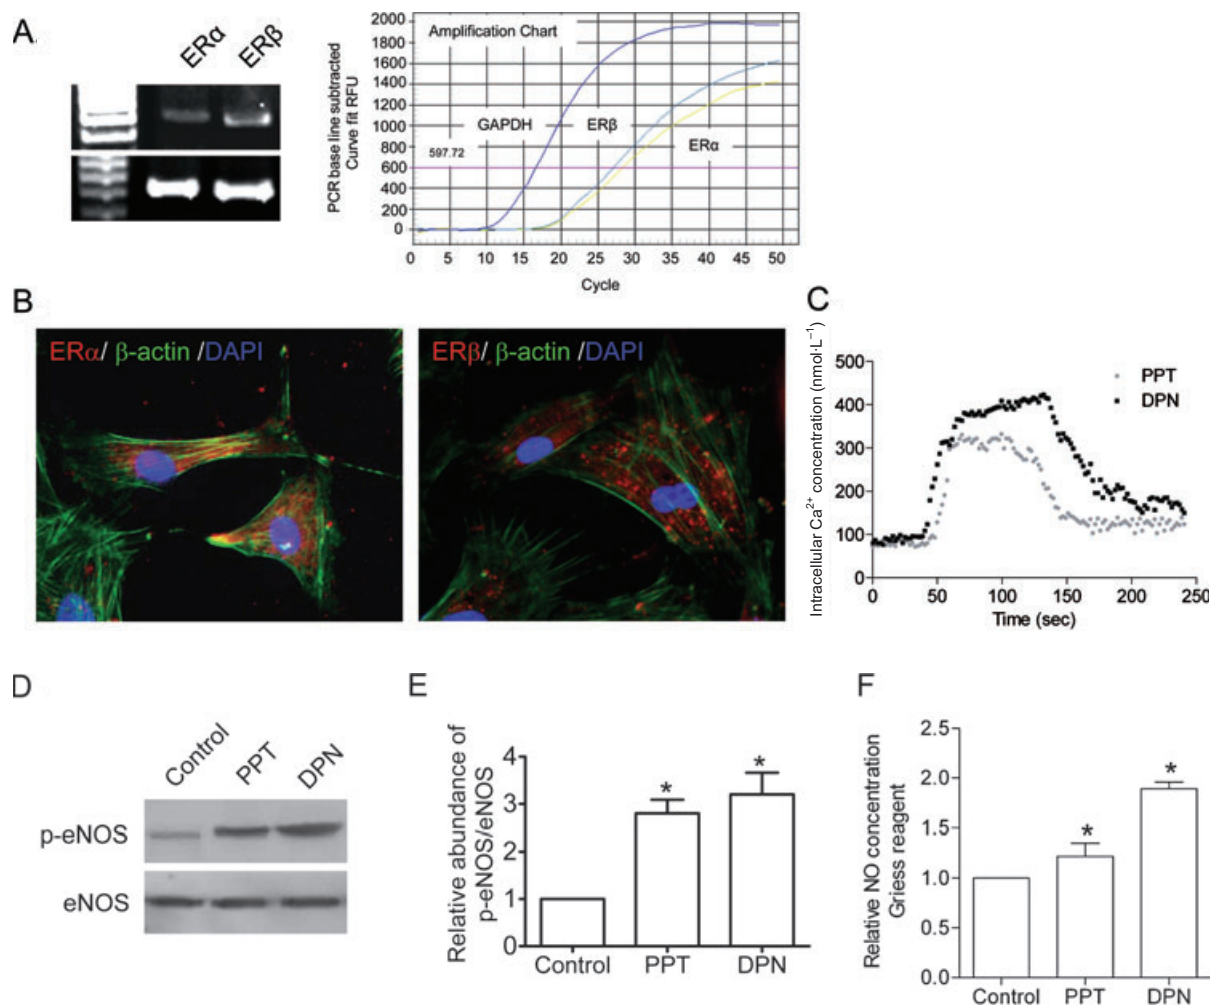 A.
ERα ERβ
Amplification Chart
PCR base line subtracted
Curve fit RFU
2000
1800
1600
1400
1200
1000
800
600
400
200
0
GAPDH
ERβ
ERα
597.72
0 5 10 15 20 25 30 35 40 45 50
Cycle
B
ERα/ β-actin /DAPI
ERβ/ β-actin /DAPI
C
Intracellular Ca²⁺ concentration (nmol·L⁻¹)
500
400
300
200
100
0
PPT
DPN
0 50 100 150 200 250
Time (sec)
D
Control PPT DPN
p-eNOS
eNOS
E
Relative abundance of
p-eNOS/eNOS
4
3
2
1
0
* *
Control PPT DPN
F
Relative NO concentration
Griess reagent
2.5
2.0
1.5
1.0
0.5
0.0
* *
Control PPT DPN